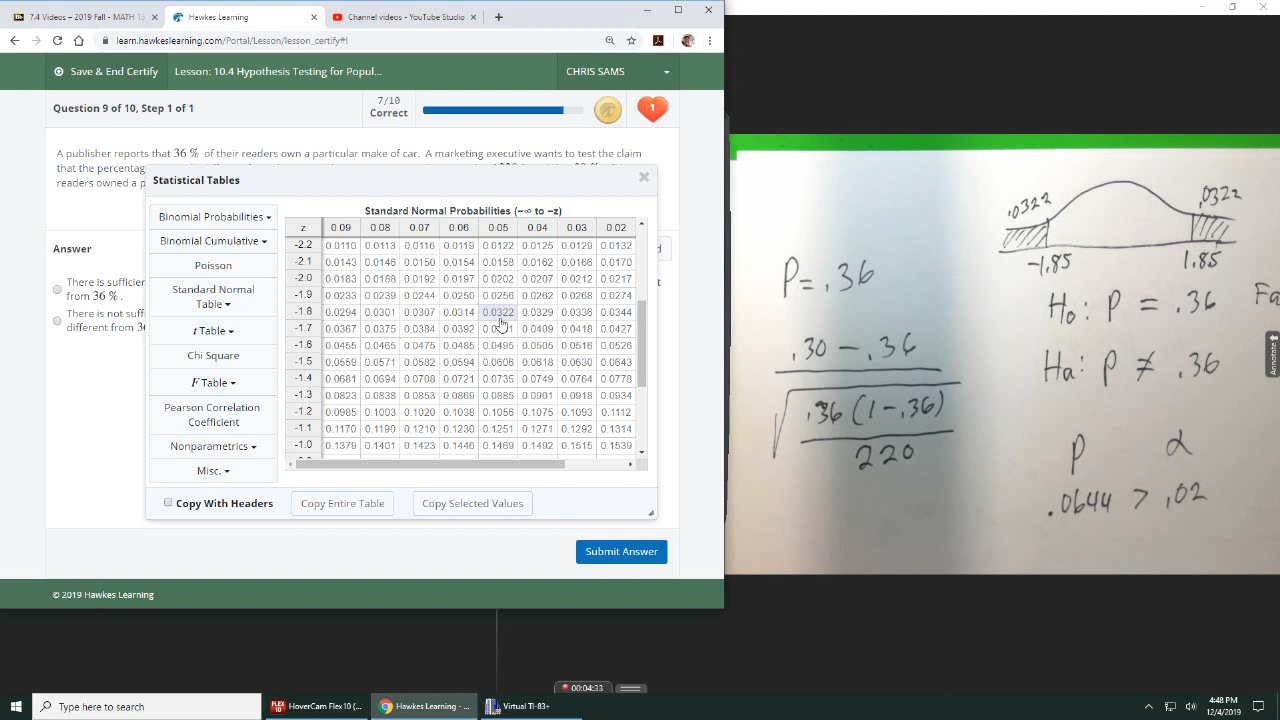 7.4 Videos – 2019 Fall - MATH 15
Hawkes Learning
Channel videos - YouTube Studio
learn.hawkeslearning.com/Portal/Lesson/lesson_certify#!
Save & End Certify
Lesson: 10.4 Hypothesis Testing for Popul...
CHRIS SAMS
Question 9 of 10, Step 1 of 1
7/10
Correct
1
A publisher reports that 36 % of their readers own a particular make of car. A marketing executive wants to test the claim
that the percentag
readers owned a p
Answer
There is sufficien
from 36 % .
There is not suff
different from 36
Statistical Tables
Binomial Probabilities
Binomial Cumulative
Poisson
Standard Normal
Table
t Table
Chi Square
F Table
Pearson Correlation
Coefficient
Nonparametrics
Misc.
Standard Normal Probabilities (−∞ to −z)
z 0.09 0.08 0.07 0.06 0.05 0.04 0.03 0.02
-2.2 0.0110 0.0113 0.0116 0.0119 0.0122 0.0125 0.0129 0.0132
-2.1 0.0143 0.0146 0.0150 0.0154 0.0158 0.0162 0.0166 0.0170
-2.0 0.0183 0.0188 0.0192 0.0197 0.0202 0.0207 0.0212 0.0217
-1.9 0.0233 0.0239 0.0244 0.0250 0.0256 0.0262 0.0268 0.0274
-1.8 0.0294 0.0301 0.0307 0.0314 0.0322 0.0329 0.0336 0.0344
-1.7 0.0367 0.0375 0.0384 0.0392 0.0409 0.0418 0.0427
-1.6 0.0455 0.0465 0.0475 0.0485 0.0495 0.0505 0.0516 0.0526
-1.5 0.0559 0.0571 0.0582 0.0594 0.0606 0.0618 0.0630 0.0643
-1.4 0.0681 0.0694 0.0708 0.0721 0.0735 0.0749 0.0764 0.0778
-1.3 0.0823 0.0838 0.0853 0.0869 0.0885 0.0901 0.0918 0.0934
-1.2 0.0985 0.1003 0.1020 0.1038 0.1056 0.1075 0.1093 0.1112
-1.1 0.1170 0.1190 0.1210 0.1230 0.1251 0.1271 0.1292 0.1314
-1.0 0.1379 0.1401 0.1423 0.1446 0.1469 0.1492 0.1515 0.1539
Copy With Headers
Copy Entire Table
Copy Selected Values
Submit Answer
© 2019 Hawkes Learning
.0322 .0322
-1.85 1.85
P = .36
.30 - .36
.36 (1 - .36)
220
Ho: P = .36
Fa
Ha: P ≠ .36
P α
.0644 > .02
Annotate
00:04:33
Type here to search
HoverCam Flex10 (...
Hawkes Learning - ...
Virtual TI-83+
4:48 PM
12/4/2019